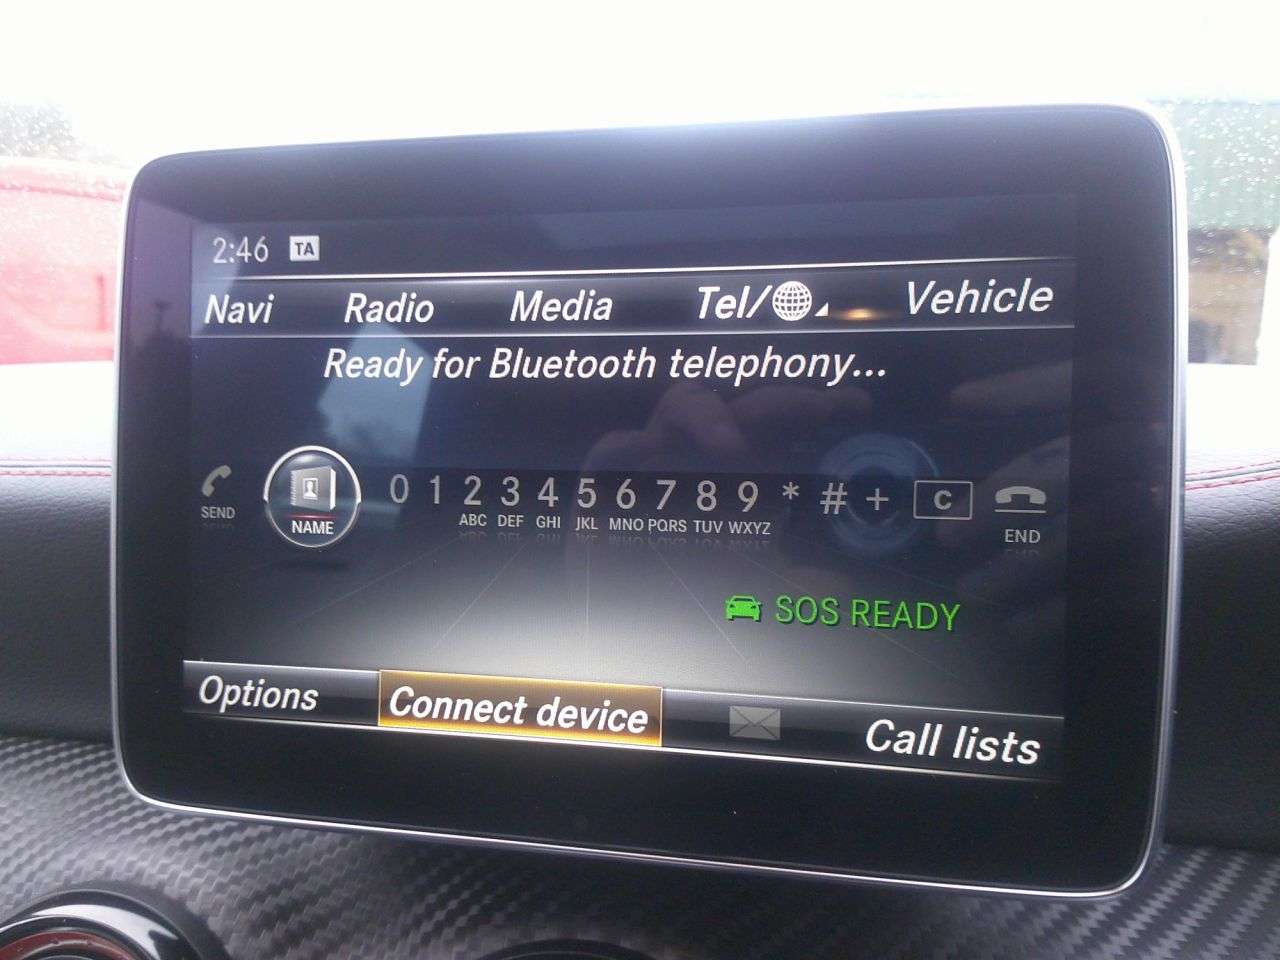 2:46 TA
Navi Radio Media Tel/ Vehicle
Ready for Bluetooth telephony...
SEND NAME 0 1 2 3 4 5 6 7 8 9 * # + C END
ABC DEF GHI JKL MNO PQRS TUV WXYZ
SOS READY
Options Connect device Call lists